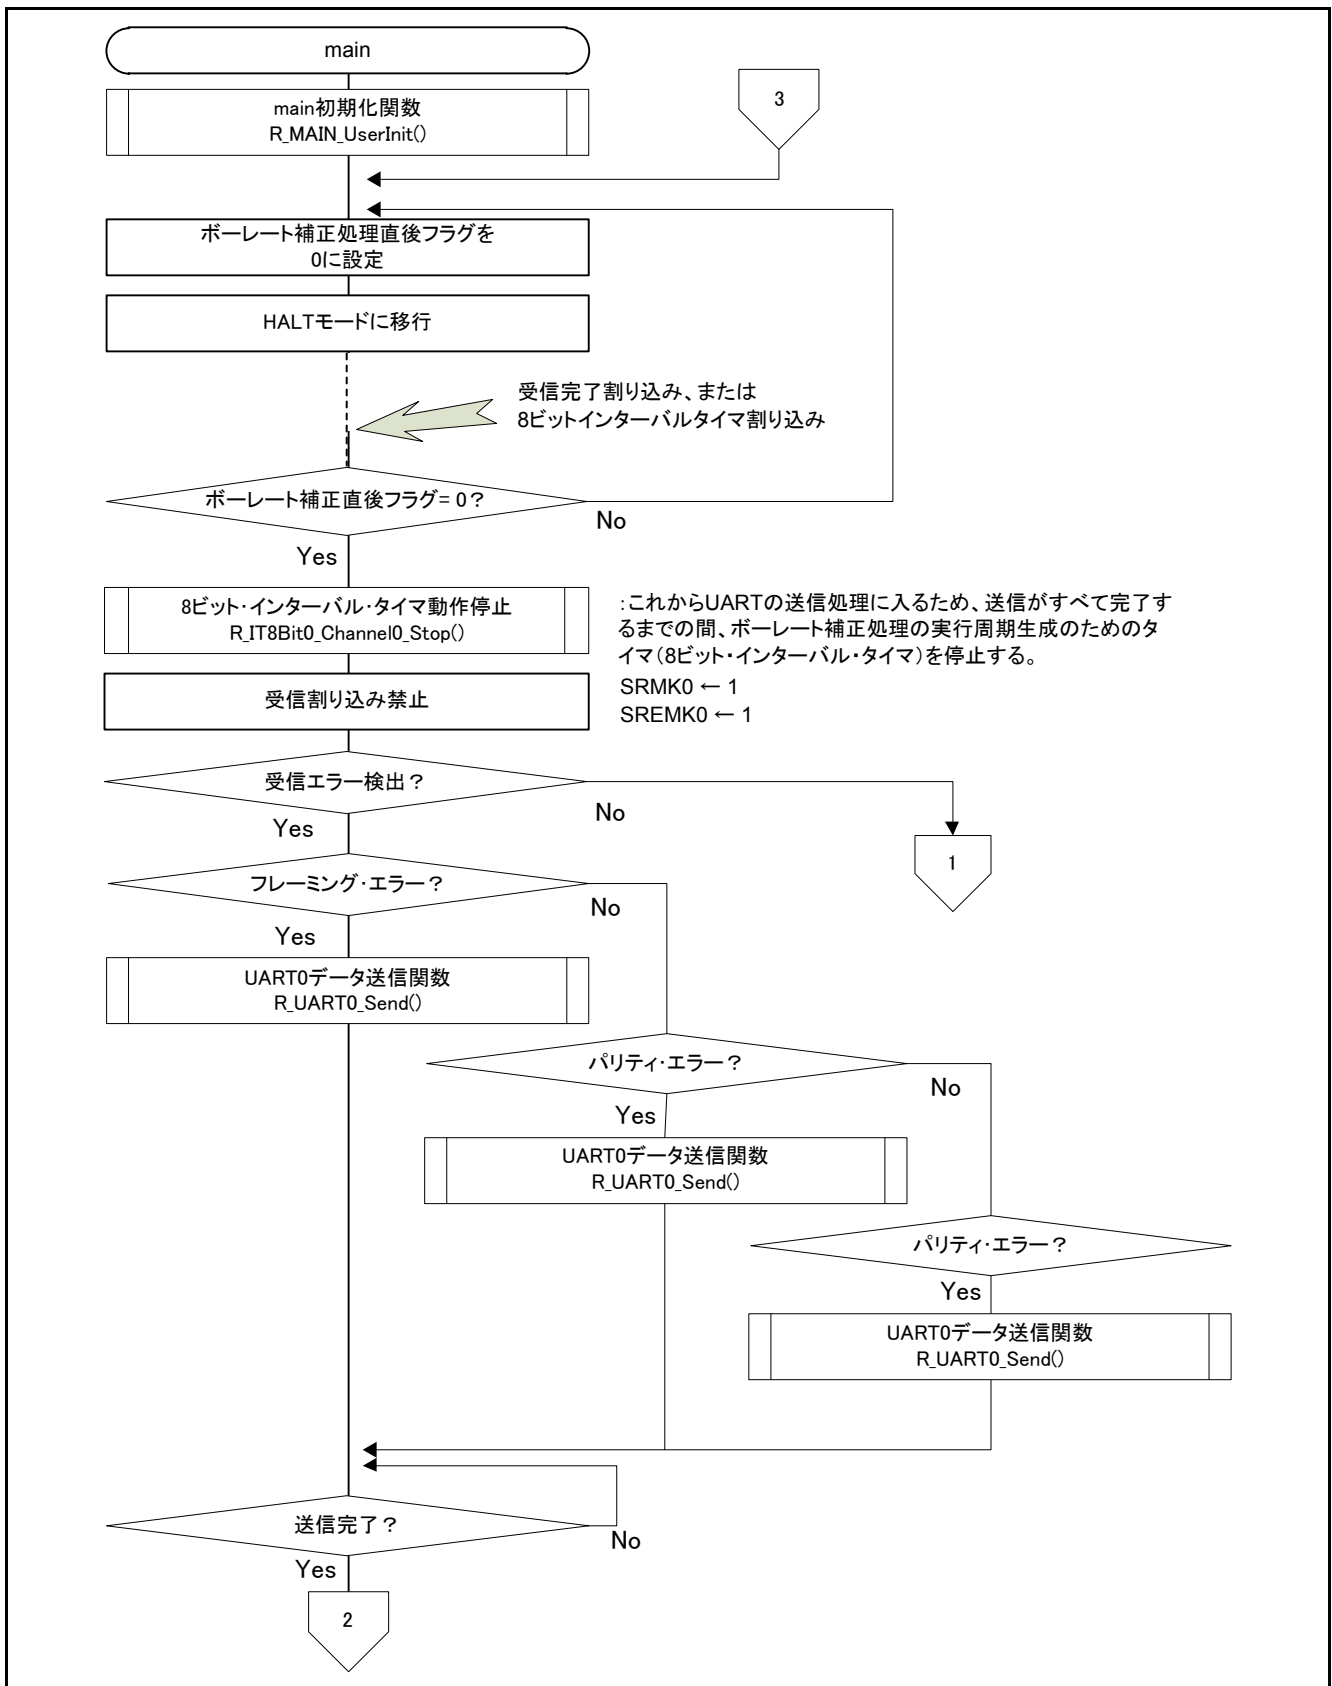 main
main初期化関数
R_MAIN_UserInit()
3
ボーレート補正処理直後フラグを
0に設定
HALTモードに移行
受信完了割り込み、または
8ビットインターバルタイマ割り込み
ボーレート補正直後フラグ= 0？
No
Yes
8ビット・インターバル・タイマ動作停止
R_IT8Bit0_Channel0_Stop()
：これからUARTの送信処理に入るため、送信がすべて完了す
るまでの間、ボーレート補正処理の実行周期生成のためのタ
イマ（8ビット・インターバル・タイマ）を停止する。
受信割り込み禁止
SRMK0 ← 1
SREMK0 ← 1
受信エラー検出？
No
Yes
1
フレーミング・エラー？
No
Yes
UART0データ送信関数
R_UART0_Send()
パリティ・エラー？
No
Yes
UART0データ送信関数
R_UART0_Send()
パリティ・エラー？
Yes
UART0データ送信関数
R_UART0_Send()
送信完了？
No
Yes
2